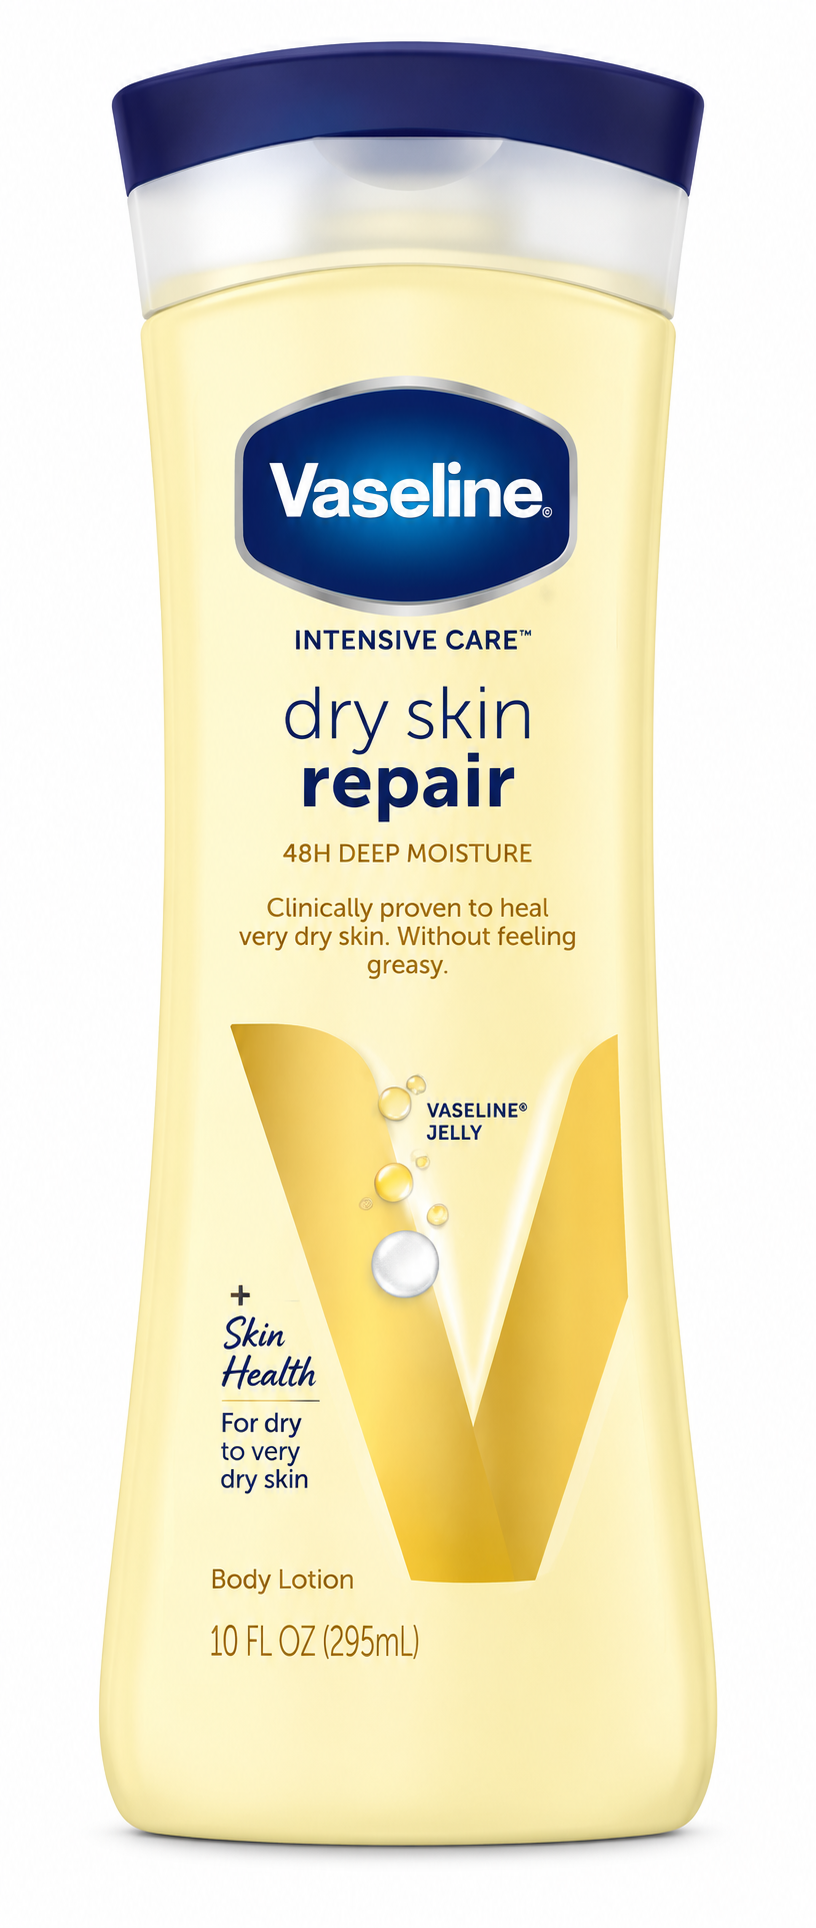 Vaseline®
INTENSIVE CARE™
dry skin
repair
48H DEEP MOISTURE
Clinically proven to heal
very dry skin. Without feeling
greasy.
VASELINE®
JELLY
+
Skin
Health
For dry
to very
dry skin
Body Lotion
10 FL OZ (295mL)